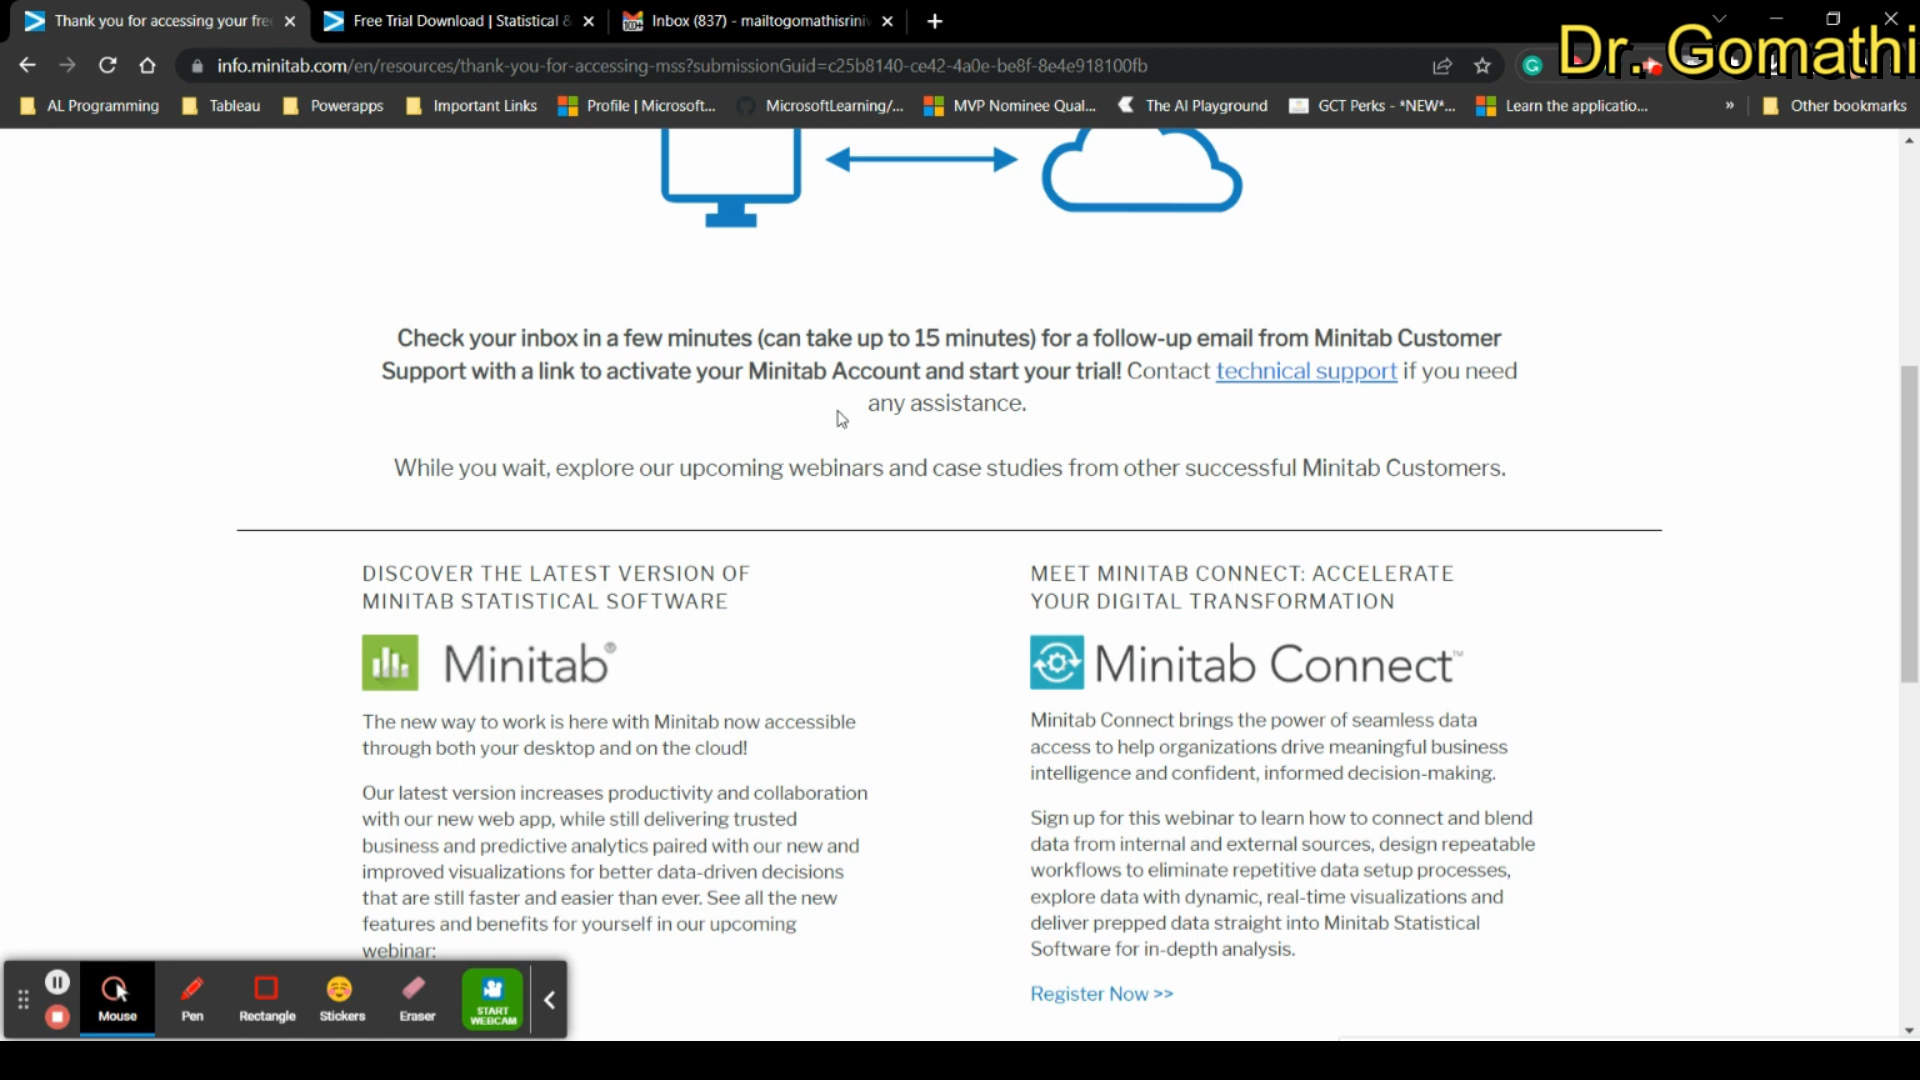 Thank you for accessing your fre
Free Trial Download | Statistical &
Inbox (837) - mailtogomathisriniv
Dr. Gomathi
info.minitab.com/en/resources/thank-you-for-accessing-mss?submissionGuid=c25b8140-ce42-4a0e-be8f-8e4e918100fb
AL Programming
Tableau
Powerapps
Important Links
Profile | Microsoft...
MicrosoftLearning/...
MVP Nominee Qual...
The AI Playground
GCT Perks - *NEW*...
Learn the applicatio...
»
Other bookmarks
Check your inbox in a few minutes (can take up to 15 minutes) for a follow-up email from Minitab Customer
Support with a link to activate your Minitab Account and start your trial! Contact technical support if you need
any assistance.
While you wait, explore our upcoming webinars and case studies from other successful Minitab Customers.
DISCOVER THE LATEST VERSION OF
MINITAB STATISTICAL SOFTWARE
Minitab®
The new way to work is here with Minitab now accessible
through both your desktop and on the cloud!
Our latest version increases productivity and collaboration
with our new web app, while still delivering trusted
business and predictive analytics paired with our new and
improved visualizations for better data-driven decisions
that are still faster and easier than ever. See all the new
features and benefits for yourself in our upcoming
webinar:
MEET MINITAB CONNECT: ACCELERATE
YOUR DIGITAL TRANSFORMATION
Minitab Connect™
Minitab Connect brings the power of seamless data
access to help organizations drive meaningful business
intelligence and confident, informed decision-making.
Sign up for this webinar to learn how to connect and blend
data from internal and external sources, design repeatable
workflows to eliminate repetitive data setup processes,
explore data with dynamic, real-time visualizations and
deliver prepped data straight into Minitab Statistical
Software for in-depth analysis.
Register Now >>
Mouse
Pen
Rectangle
Stickers
Eraser
START
WEBCAM